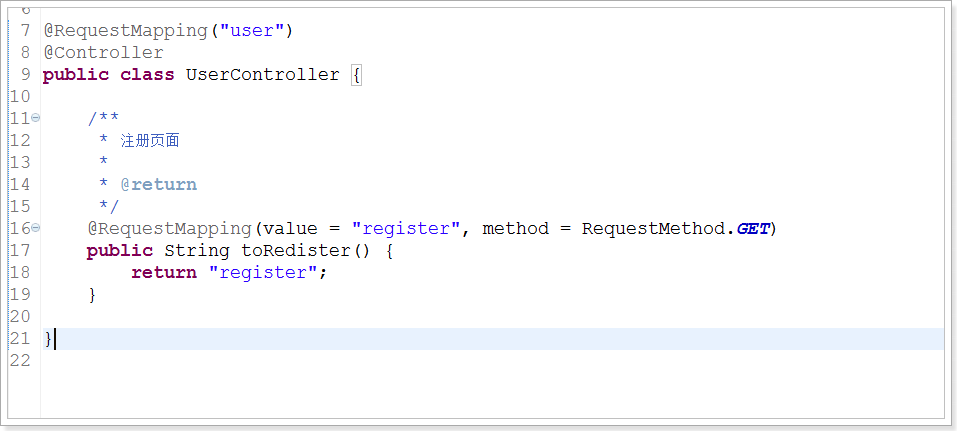 6
7 @RequestMapping("user")
8 @Controller
9 public class UserController {
10
11 /**
12 * 注册页面
13 *
14 * @return
15 */
16 @RequestMapping(value = "register", method = RequestMethod.GET)
17 public String toRedister() {
18 return "register";
19 }
20
21 }
22